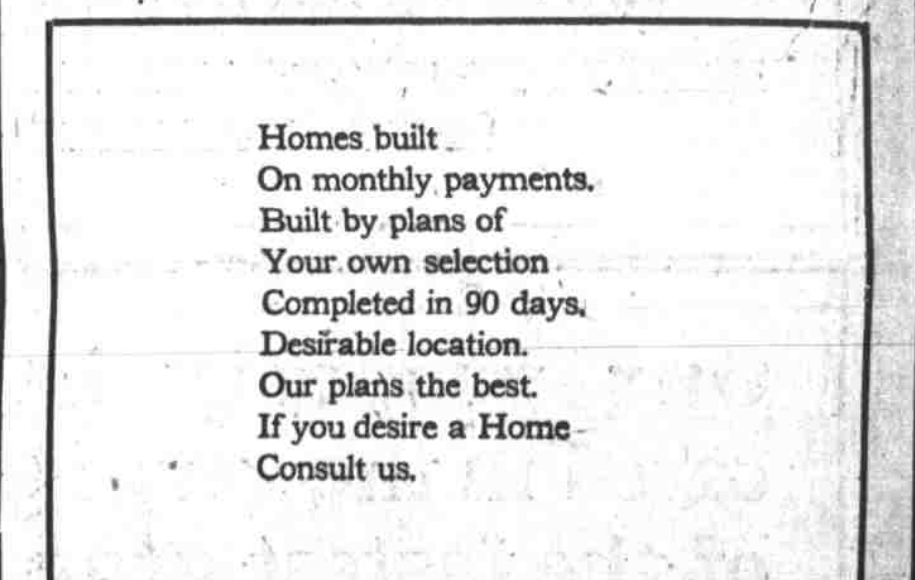 Homes built
On monthly payments.
Built by plans of
Your own selection
Completed in 90 days.
Desirable location.
Our plans the best.
If you desire a Home
Consult us.